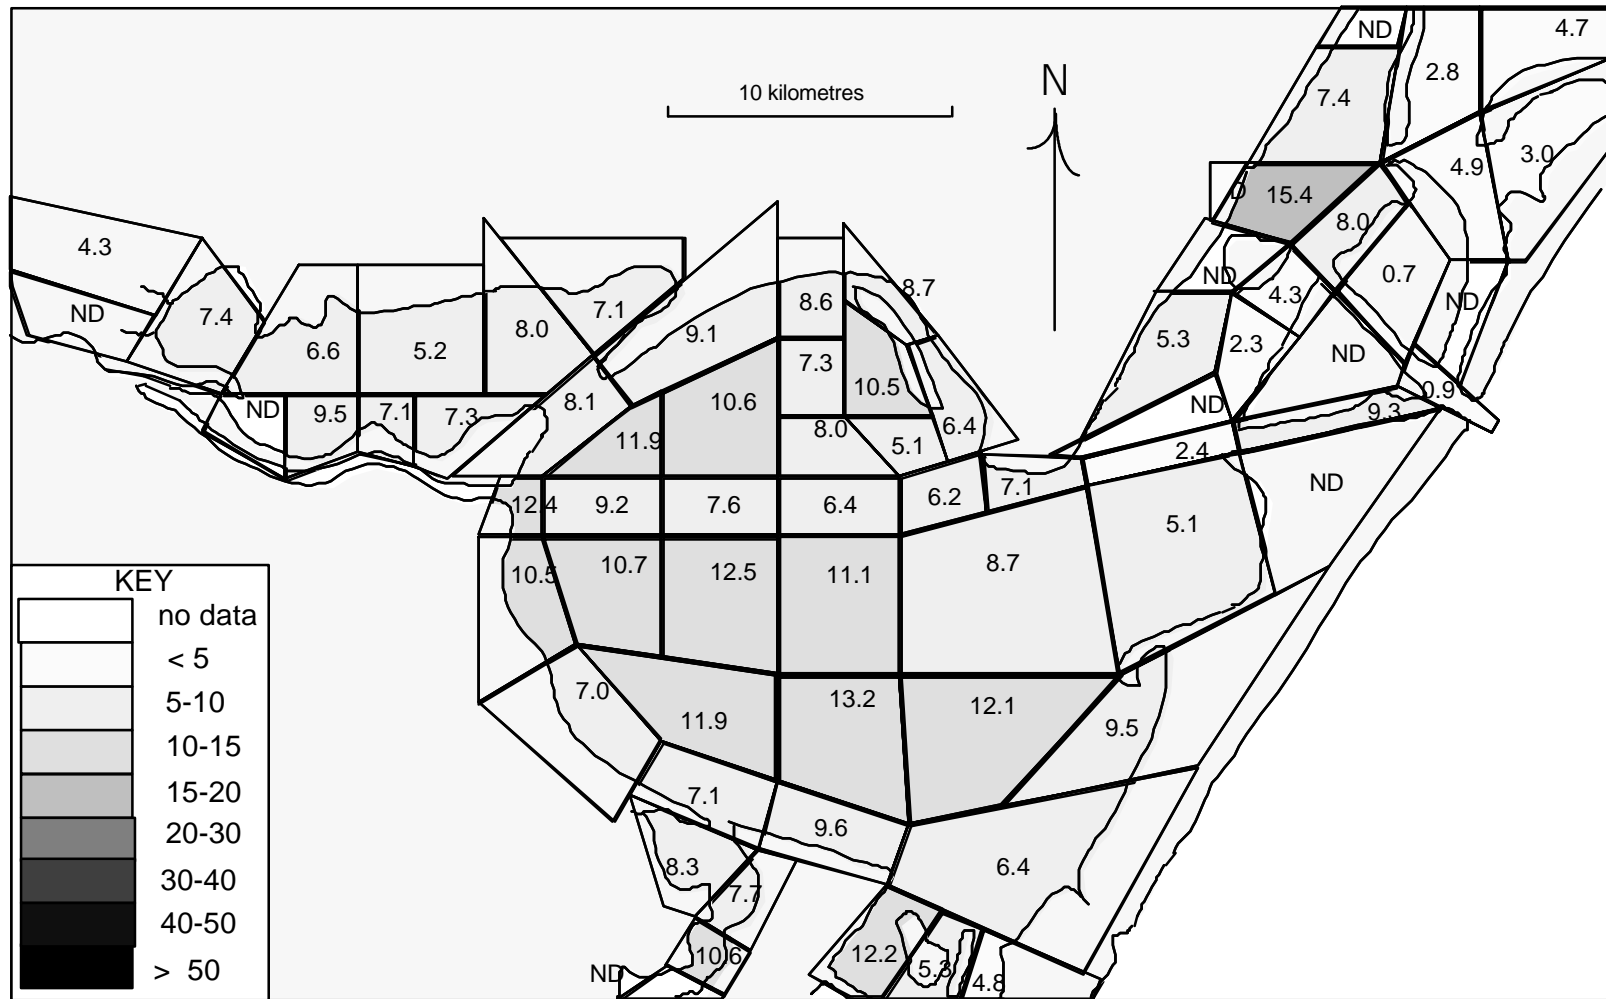 ND 4.7
2.8
10 kilometres N
7.4
3.0
4.9
D 15.4
8.0
4.3
ND 0.7
8.7
4.3
8.6 ND
ND 7.4 7.1
8.0 9.1
5.3 2.3
6.6 5.2 ND
7.3
10.5
0.9
8.1 10.6 ND
ND 9.5 7.1 7.3 9.3
8.0 6.4
11.9 5.1
2.4
7.1 ND
6.2
12.4 9.2 7.6 6.4
5.1
10.5 10.7 12.5 11.1 8.7
KEY
no data
< 5
5-10
10-15
15-20
20-30
30-40
40-50
> 50
7.0 13.2 12.1
11.9 9.5
7.1
9.6
8.3 6.4
7.7
10.6 12.2
ND 5.3
4.8